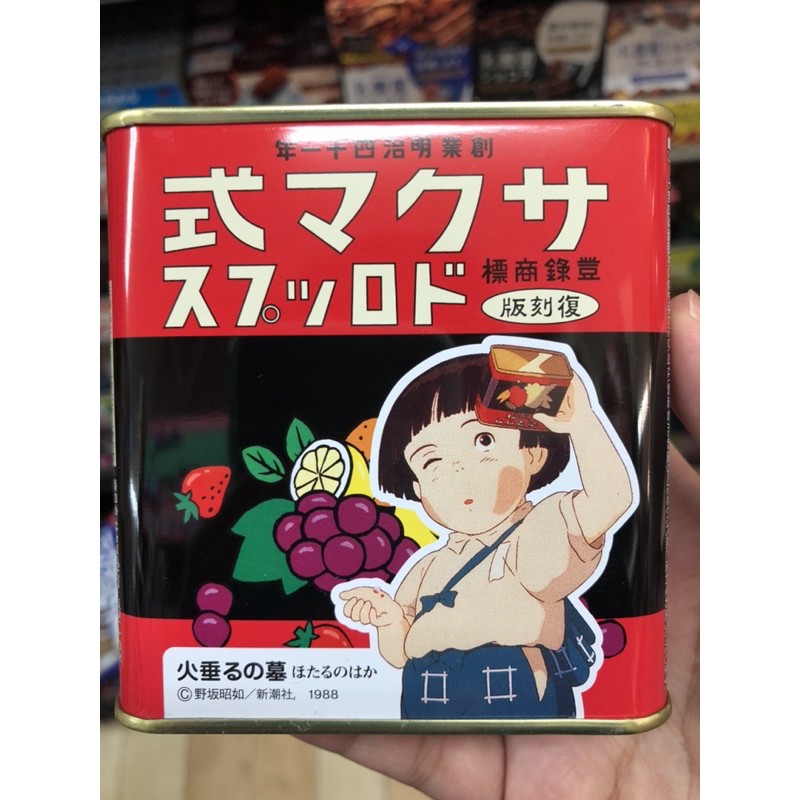 創業明治四十一年
サクマ式
ドロップス
登錄商標
復刻版
火垂るの墓 ほたるのはか
©野坂昭如／新潮社, 1988